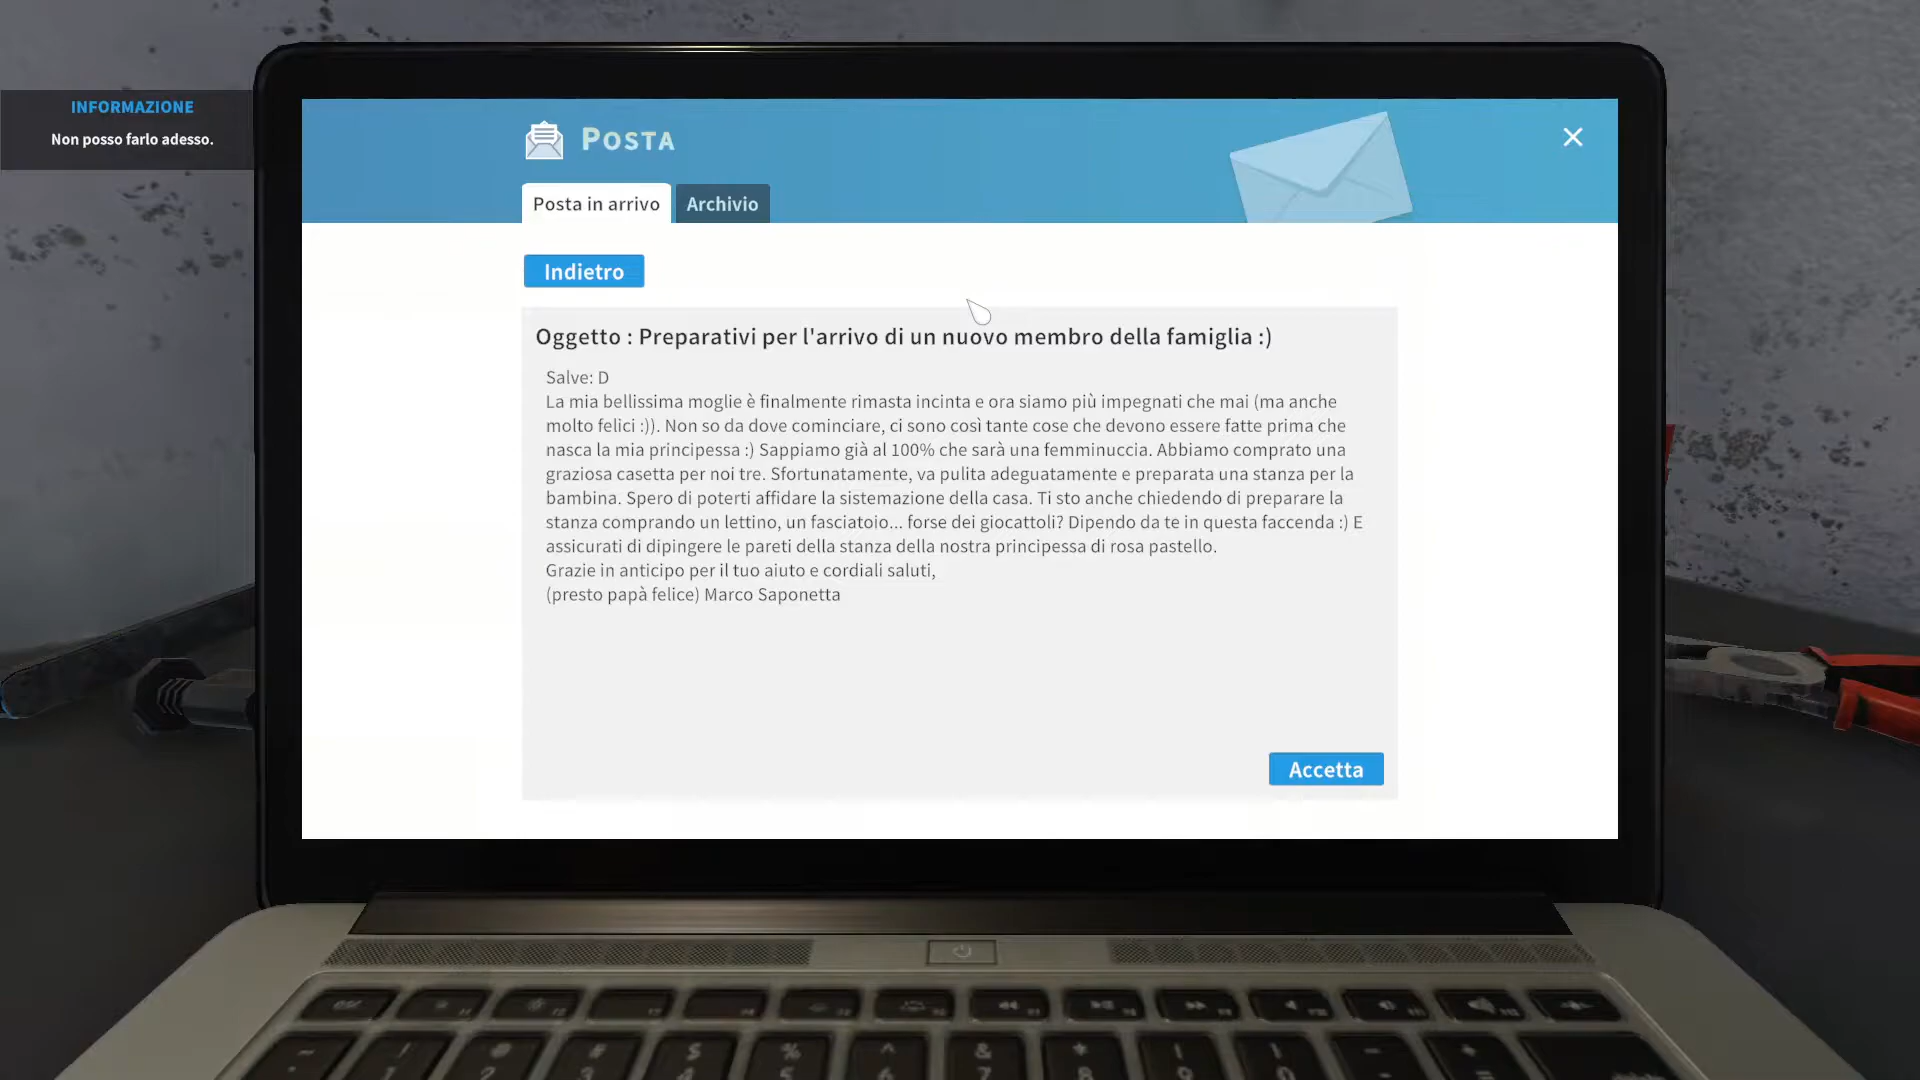 INFORMAZIONE
Non posso farlo adesso.
POSTA
Posta in arrivo
Archivio
Indietro
Oggetto : Preparativi per l'arrivo di un nuovo membro della famiglia :)
Salve: D
La mia bellissima moglie è finalmente rimasta incinta e ora siamo più impegnati che mai (ma anche
molto felici :)). Non so da dove cominciare, ci sono così tante cose che devono essere fatte prima che
nasca la mia principessa :) Sappiamo già al 100% che sarà una femminuccia. Abbiamo comprato una
graziosa casetta per noi tre. Sfortunatamente, va pulita adeguatamente e preparata una stanza per la
bambina. Spero di poterti affidare la sistemazione della casa. Ti sto anche chiedendo di preparare la
stanza comprando un lettino, un fasciatoio... forse dei giocattoli? Dipendo da te in questa faccenda :) E
assicurati di dipingere le pareti della stanza della nostra principessa di rosa pastello.
Grazie in anticipo per il tuo aiuto e cordiali saluti,
(presto papà felice) Marco Saponetta
Accetta